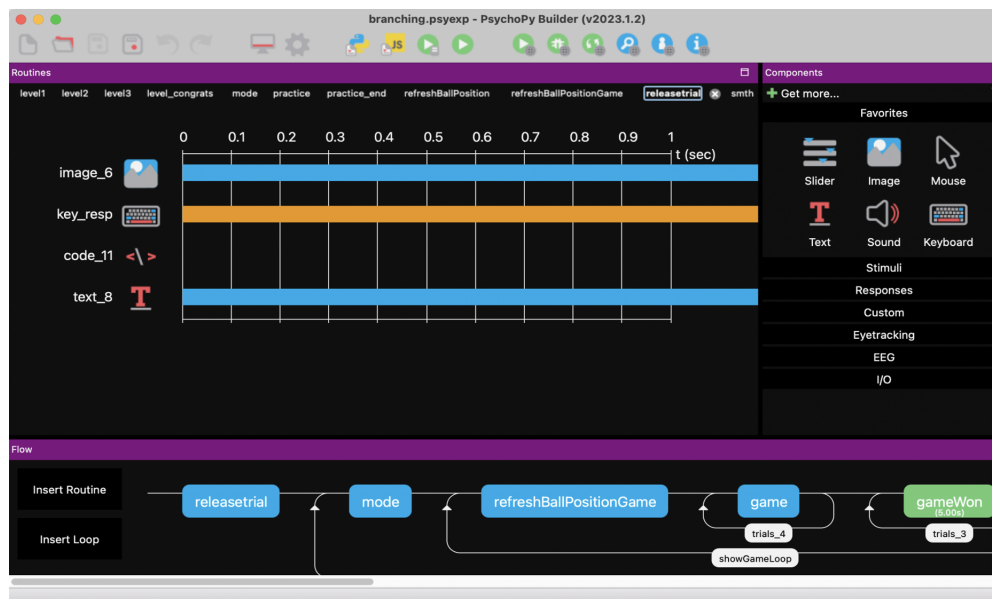 branching.psyexp - PsychoPy Builder (v2023.1.2)
JS
Routines
Components
level1 level2 level3 level_congrats mode practice practice_end refreshBallPosition refreshBallPositionGame releasetrial smth
Get more...
Favorites
0 0.1 0.2 0.3 0.4 0.5 0.6 0.7 0.8 0.9 1
t (sec)
image_6
key_resp
code_11
text_8
Slider Image Mouse
Text Sound Keyboard
Stimuli
Responses
Custom
Eyetracking
EEG
I/O
Flow
Insert Routine
Insert Loop
releasetrial mode refreshBallPositionGame game gameWon
(5.00s)
trials_4 trials_3
showGameLoop